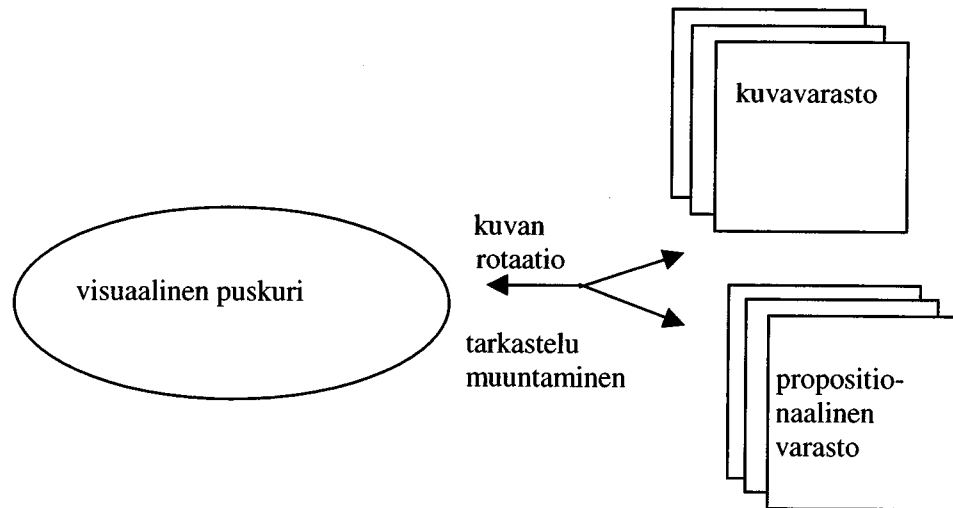 kuvavarasto
kuvan
rotaatio
visuaalinen puskuri
tarkastelu
muuntaminen
propositio-
naalinen
varasto